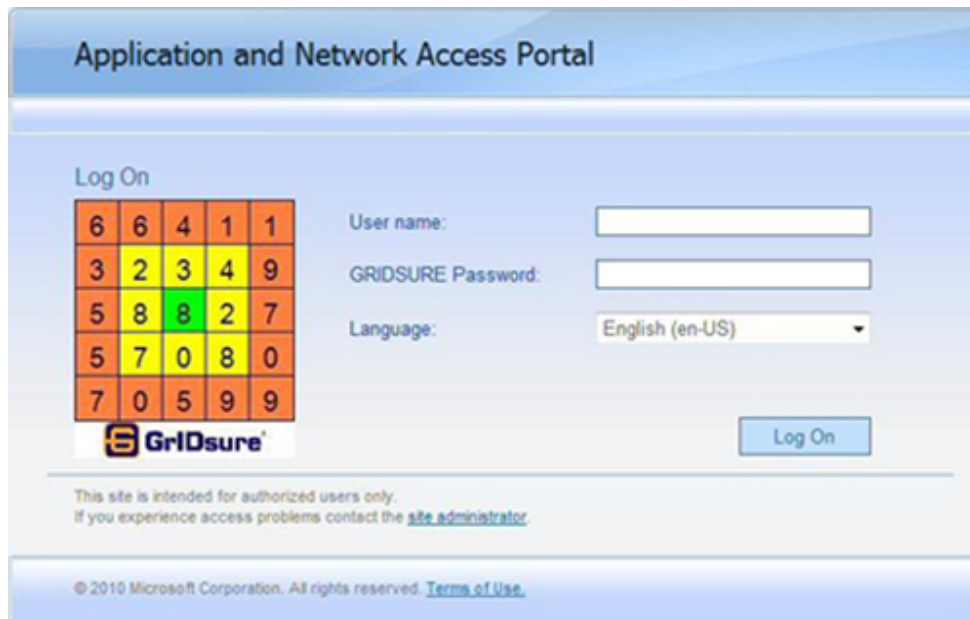 Application and Network Access Portal
Log On
6 6 4 1 1
3 2 3 4 9
5 8 8 2 7
5 7 0 8 0
7 0 5 9 9
GrIDsure
User name:
GRIDSURE Password:
Language:
English (en-US)
Log On
This site is intended for authorized users only.
If you experience access problems contact the site administrator.
© 2010 Microsoft Corporation. All rights reserved. Terms of Use.